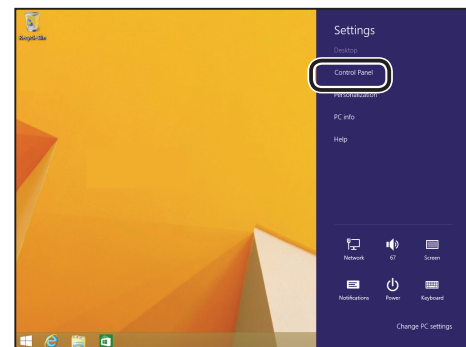 Recycle Bin
Settings
Desktop
Control Panel
Personalization
PC info
Help
Network
67
Screen
Notifications
Power
Keyboard
Change PC settings